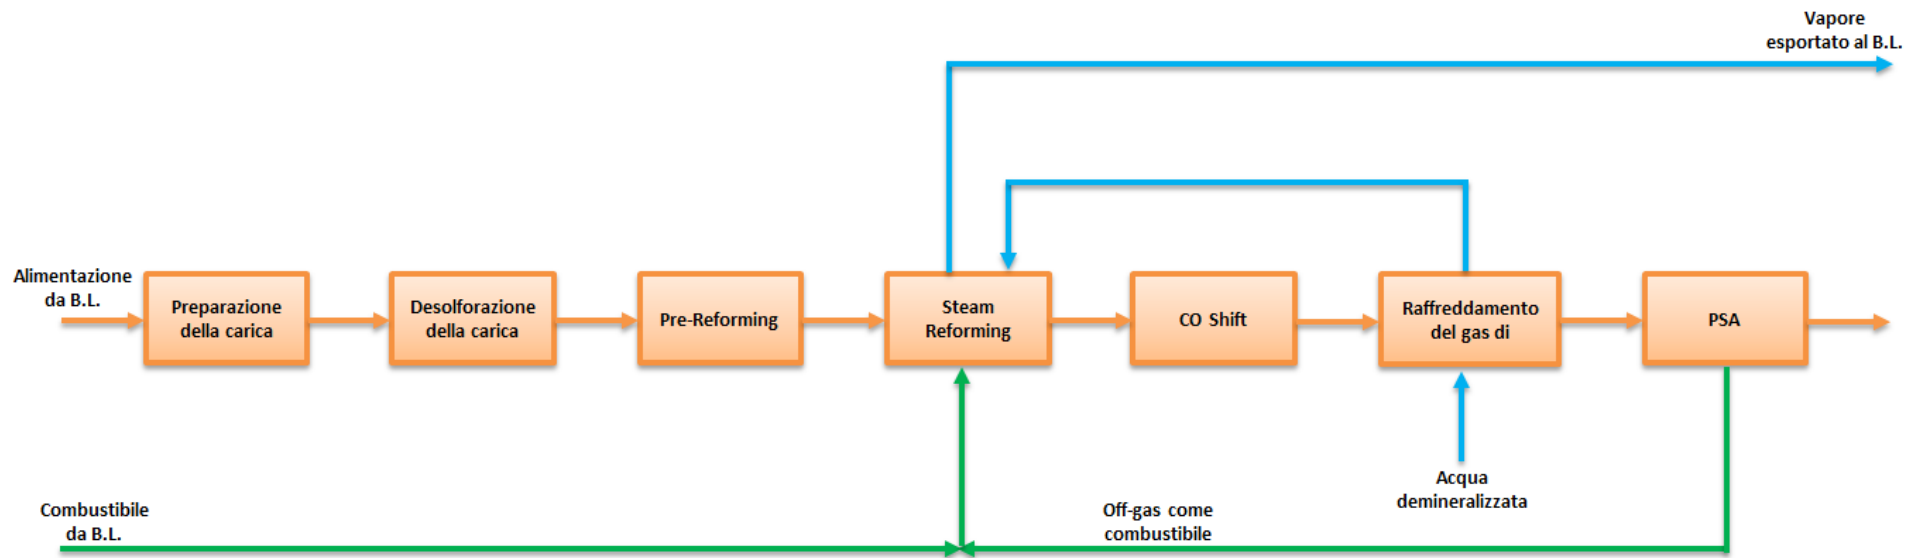 Vapore
esportato al B.L.
Alimentazione
da B.L.
Preparazione
della carica
Desolforazione
della carica
Pre-Reforming
Steam
Reforming
CO Shift
Raffreddamento
del gas di
PSA
Acqua
demineralizzata
Combustibile
da B.L.
Off-gas come
combustibile